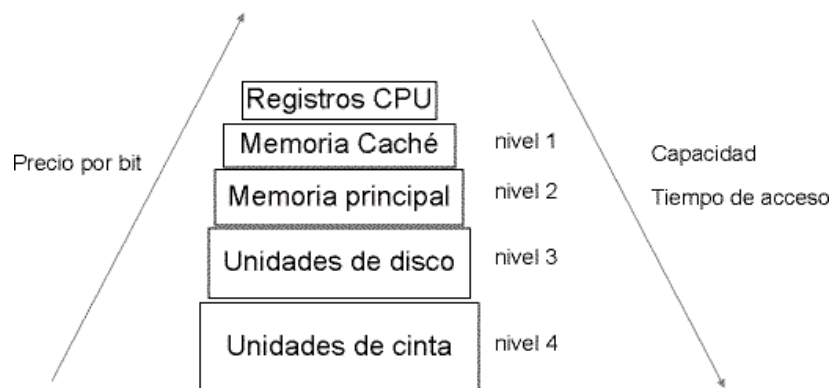 Registros CPU
Memoria Caché nivel 1
Precio por bit
Capacidad
Memoria principal nivel 2
Tiempo de acceso
Unidades de disco nivel 3
Unidades de cinta nivel 4